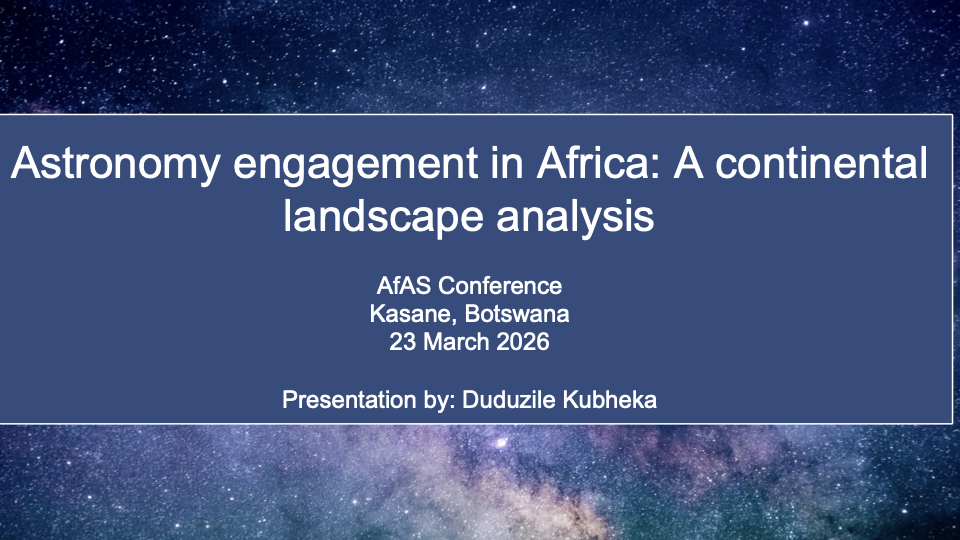 Astronomy engagement in Africa: A continental
landscape analysis
AfAS Conference
Kasane, Botswana
23 March 2026
Presentation by: Duduzile Kubheka